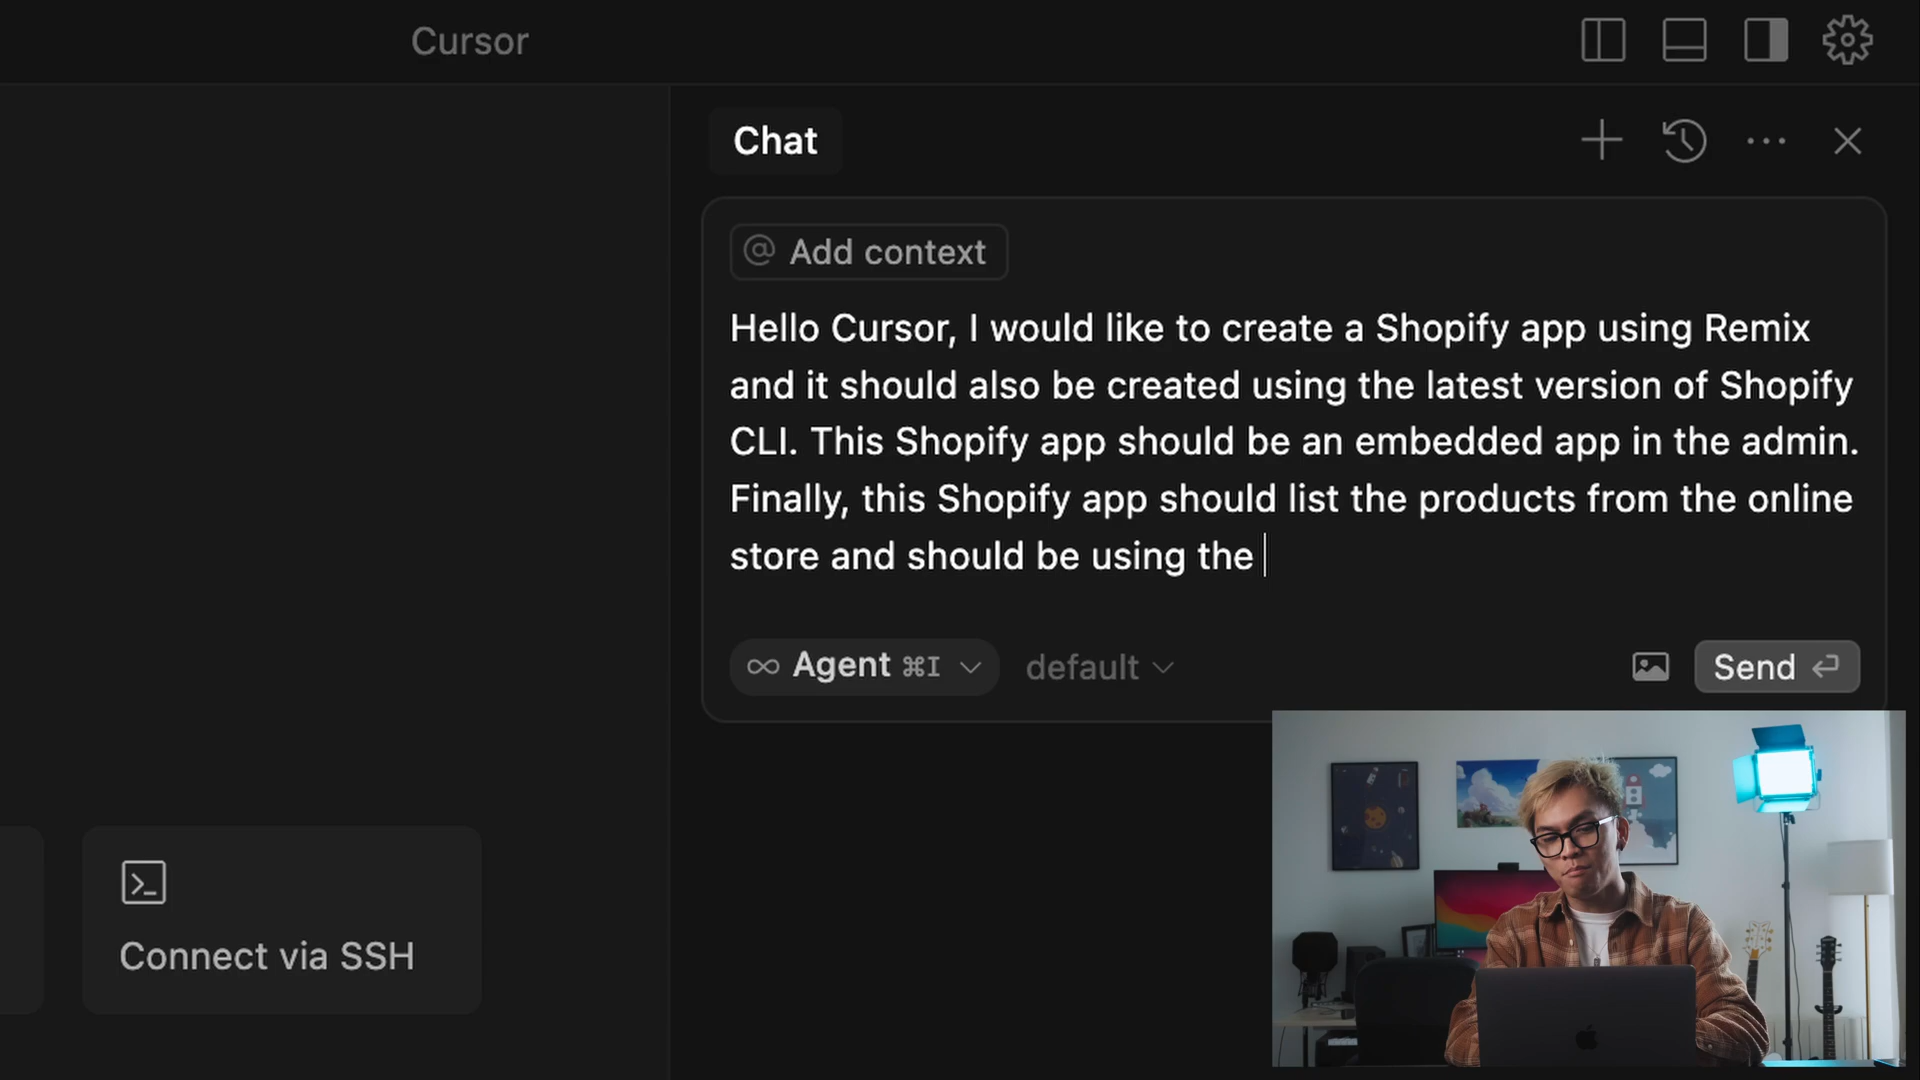 Cursor
Chat
@ Add context
Hello Cursor, I would like to create a Shopify app using Remix
and it should also be created using the latest version of Shopify
CLI. This Shopify app should be an embedded app in the admin.
Finally, this Shopify app should list the products from the online
store and should be using the
∞ Agent ⌘I
default
Send
Connect via SSH